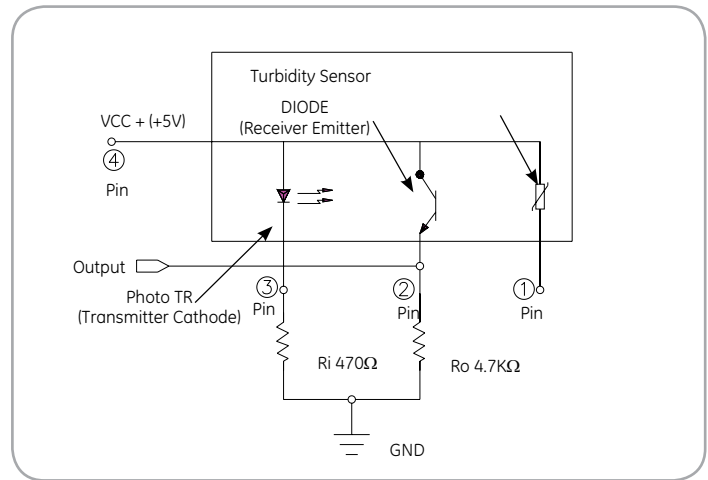 Turbidity Sensor
DIODE
(Receiver Emitter)
VCC + (+5V)
④
Pin
Output
Photo TR
(Transmitter Cathode)
③
Pin
②
Pin
①
Pin
Ri 470Ω
Ro 4.7KΩ
GND